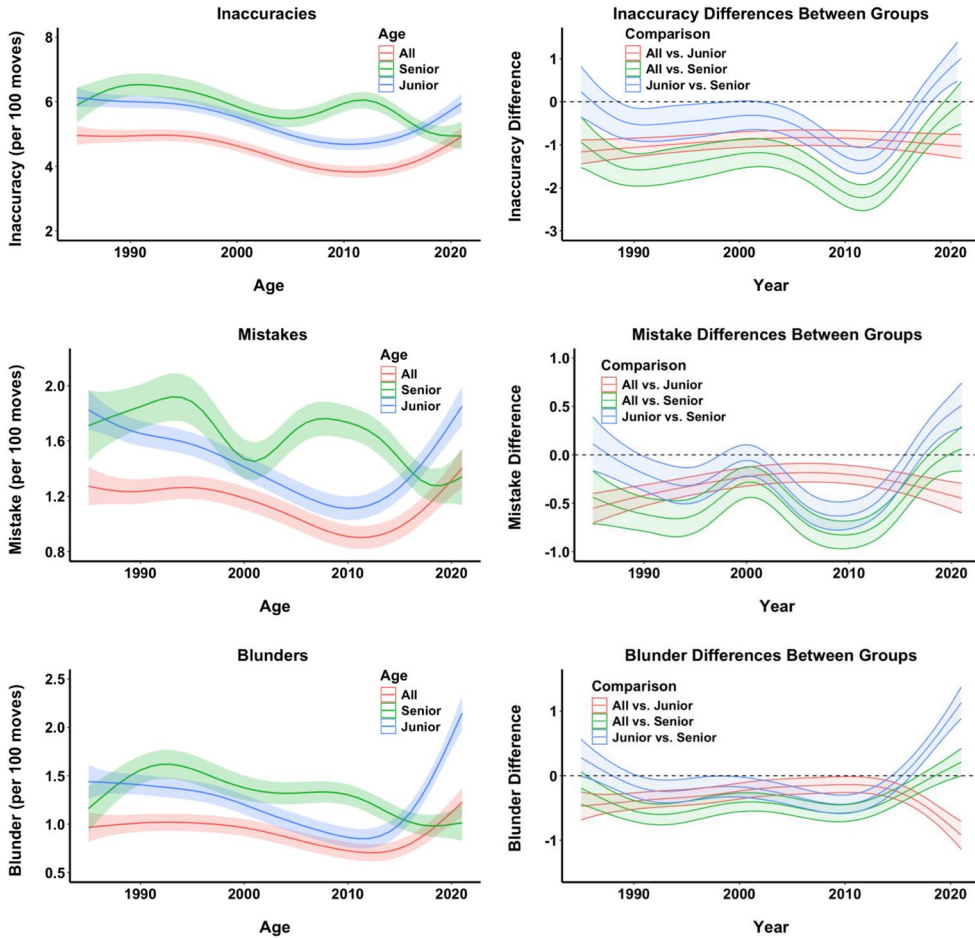 Inaccuracies
Inaccuracy (per 100 moves)
8
6
4
2
Age
All
Senior
Junior
1990 2000 2010 2020
Age
Inaccuracy Differences Between Groups
Inaccuracy Difference
1
0
-1
-2
-3
Comparison
All vs. Junior
All vs. Senior
Junior vs. Senior
1990 2000 2010 2020
Year
Mistakes
Mistake (per 100 moves)
2.0
1.6
1.2
0.8
Age
All
Senior
Junior
1990 2000 2010 2020
Age
Mistake Differences Between Groups
Mistake Difference
1.0
0.5
0.0
-0.5
-1.0
Comparison
All vs. Junior
All vs. Senior
Junior vs. Senior
1990 2000 2010 2020
Year
Blunders
Blunder (per 100 moves)
2.5
2.0
1.5
1.0
0.5
Age
All
Senior
Junior
1990 2000 2010 2020
Age
Blunder Differences Between Groups
Blunder Difference
1
0
-1
Comparison
All vs. Junior
All vs. Senior
Junior vs. Senior
1990 2000 2010 2020
Year